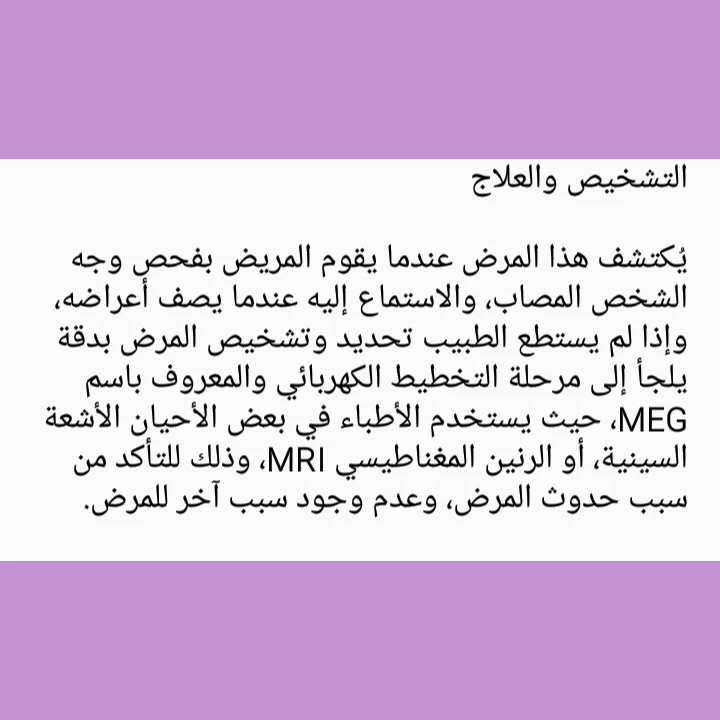 التشخيص والعلاج
يُكتشف هذا المرض عندما يقوم المريض بفحص وجه
الشخص المصاب، والاستماع إليه عندما يصف أعراضه،
وإذا لم يستطع الطبيب تحديد وتشخيص المرض بدقة
يلجأ إلى مرحلة التخطيط الكهربائي والمعروف باسم
MEG، حيث يستخدم الأطباء في بعض الأحيان الأشعة
السينية، أو الرنين المغناطيسي MRI، وذلك للتأكد من
سبب حدوث المرض، وعدم وجود سبب آخر للمرض.